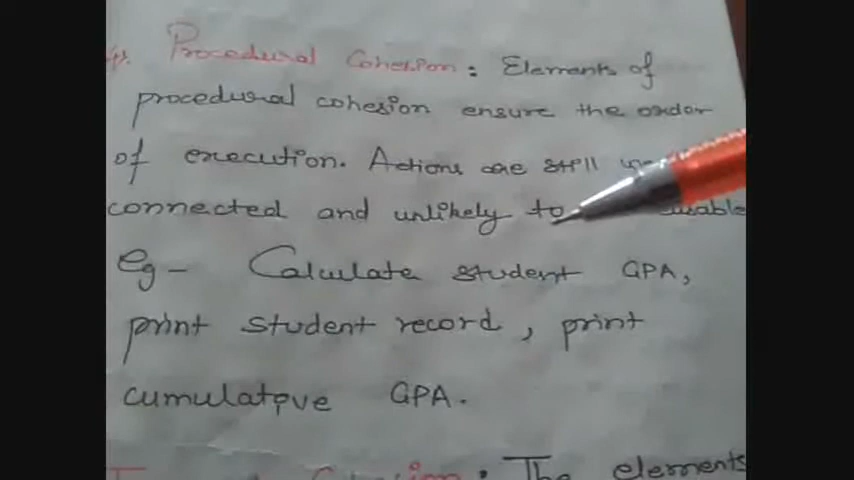 Procedural Cohesion : Elements of
procedural cohesion ensure the order
of execution. Actions are still
connected and unlikely to
Eg - Calculate student GPA,
print student record, print
cumulative GPA.
Cohesion : The elements